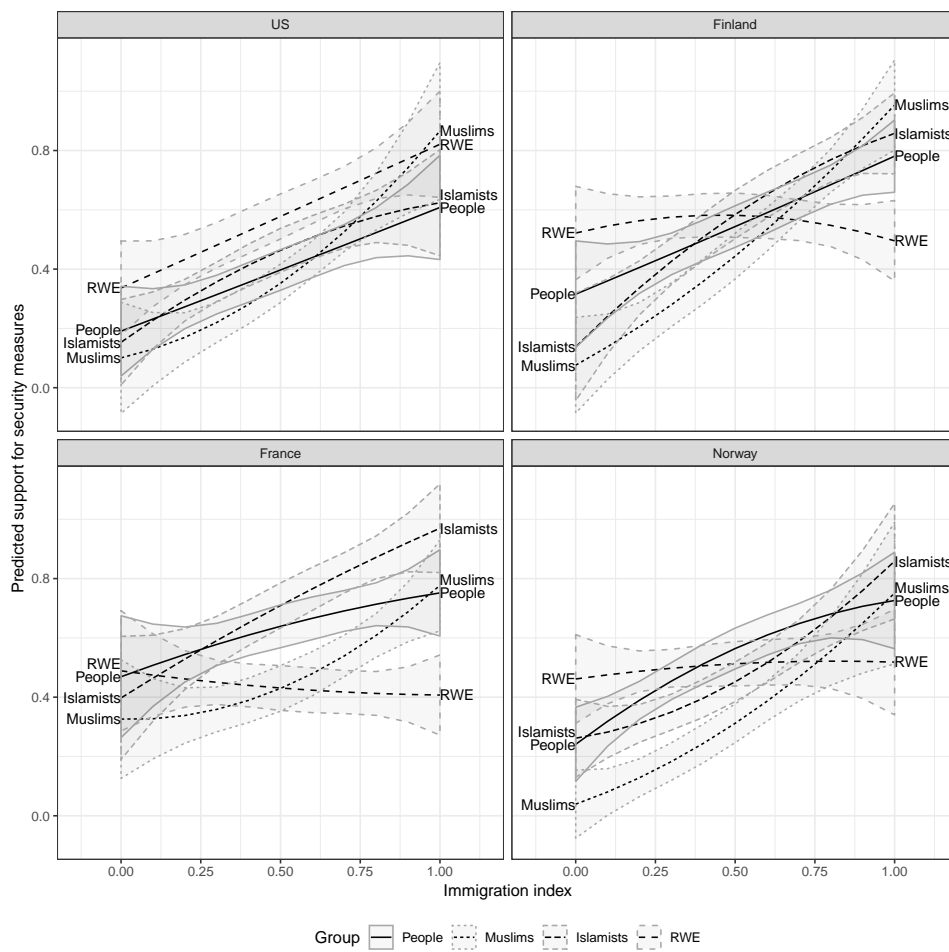 US
Finland
Predicted support for security measures
0.8
0.4
0.0
Muslims
RWE
Islamists
People
RWE
People
Islamists
Muslims
Muslims
Islamists
People
RWE
RWE
People
Islamists
Muslims
France
Norway
0.8
0.4
0.0
Islamists
Muslims
People
RWE
RWE
People
Islamists
Muslims
Islamists
Muslims
People
RWE
RWE
Islamists
People
Muslims
0.00 0.25 0.50 0.75 1.00
0.00 0.25 0.50 0.75 1.00
Immigration index
Group People Muslims Islamists RWE